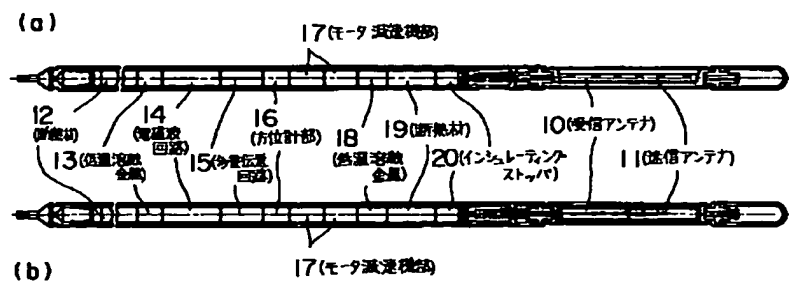 (a)
17(モータ減速機部)
12
(断熱材)
13(低温溶融
金属)
14
(電磁波
回路)
15(多重伝送
回路)
16
(方位計部)
18
(低温溶融
金属)
19(断熱材)
20(インシュレーティング
ストッパ)
10(受信アンテナ)
11(送信アンテナ)
17(モータ減速機部)
(b)